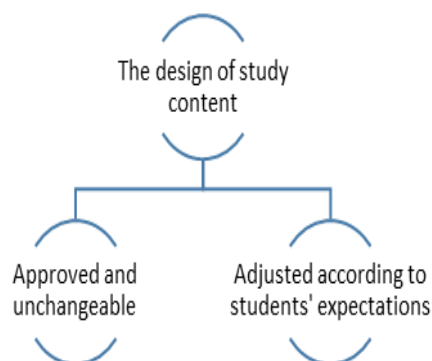 The design of study
content
Approved and
unchangeable
Adjusted according to
students' expectations